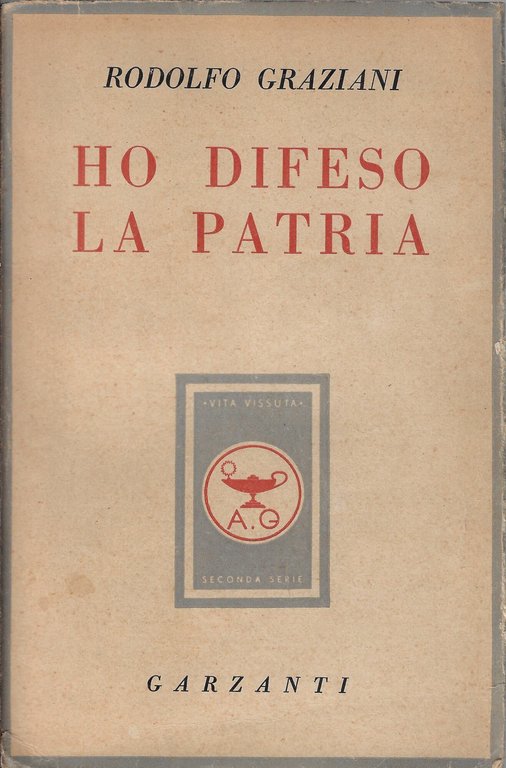 RODOLFO GRAZIANI
HO DIFESO
LA PATRIA
• VITA VISSUTA •
A.G
SECONDA SERIE
GARZANTI